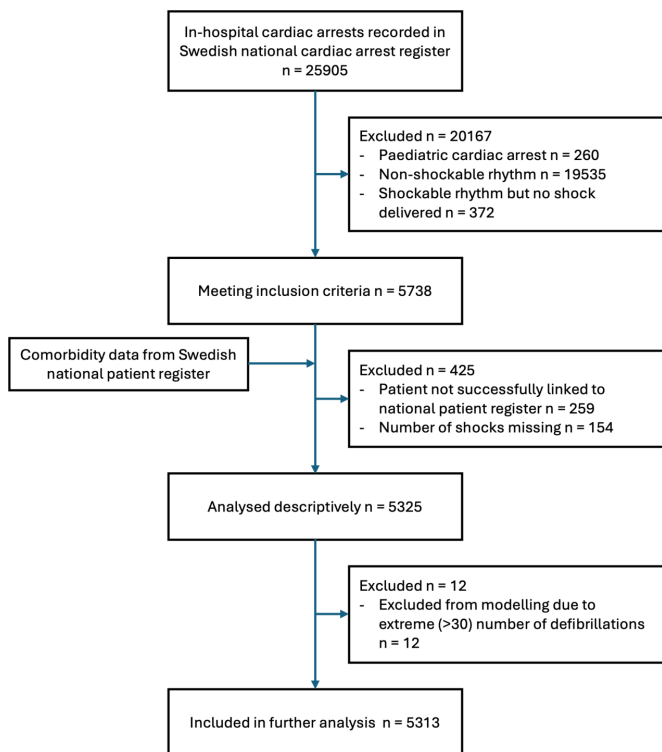 In-hospital cardiac arrests recorded in
Swedish national cardiac arrest register
n = 25905
Excluded n = 20167
- Paediatric cardiac arrest n = 260
- Non-shockable rhythm n = 19535
- Shockable rhythm but no shock
delivered n = 372
Meeting inclusion criteria n = 5738
Comorbidity data from Swedish
national patient register
Excluded n = 425
- Patient not successfully linked to
national patient register n = 259
- Number of shocks missing n = 154
Analysed descriptively n = 5325
Excluded n = 12
- Excluded from modelling due to
extreme (>30) number of defibrillations
n = 12
Included in further analysis n = 5313